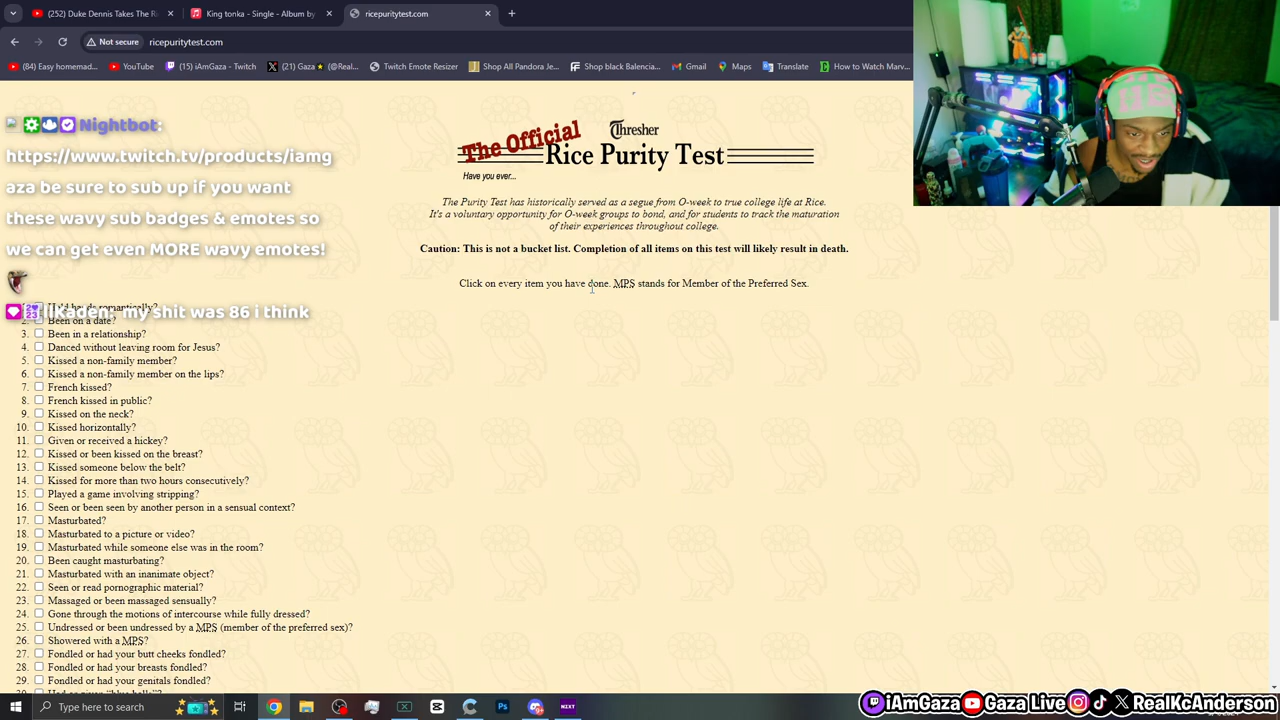 (252) Duke Dennis Takes The Ri
King tonka - Single - Album by
ricepuritytest.com
Not secure
ricepuritytest.com
(84) Easy homemad...
YouTube
(15) iAmGaza - Twitch
(21) Gaza ☆ (@Bal...
Twitch Emote Resizer
Shop All Pandora Je...
Shop black Balencia...
Gmail
Maps
Translate
How to Watch Marv...
Nightbot:
https://www.twitch.tv/products/iamg
aza be sure to sub up if you want
these wavy sub badges & emotes so
we can get even MORE wavy emotes!
likaden: my shit was 86 i think
The Official
Thresher
Rice Purity Test
Have you ever...
The Purity Test has historically served as a segue from O-week to true college life at Rice.
It's a voluntary opportunity for O-week groups to bond, and for students to track the maturation
of their experiences throughout college.
Caution: This is not a bucket list. Completion of all items on this test will likely result in death.
Click on every item you have done. MPS stands for Member of the Preferred Sex.
romantically?
2. Been on a date?
3. Been in a relationship?
4. Danced without leaving room for Jesus?
5. Kissed a non-family member?
6. Kissed a non-family member on the lips?
7. French kissed?
8. French kissed in public?
9. Kissed on the neck?
10. Kissed horizontally?
11. Given or received a hickey?
12. Kissed or been kissed on the breast?
13. Kissed someone below the belt?
14. Kissed for more than two hours consecutively?
15. Played a game involving stripping?
16. Seen or been seen by another person in a sensual context?
17. Masturbated?
18. Masturbated to a picture or video?
19. Masturbated while someone else was in the room?
20. Been caught masturbating?
21. Masturbated with an inanimate object?
22. Seen or read pornographic material?
23. Massaged or been massaged sensually?
24. Gone through the motions of intercourse while fully dressed?
25. Undressed or been undressed by a MPS (member of the preferred sex)?
26. Showered with a MPS?
27. Fondled or had your butt cheeks fondled?
28. Fondled or had your breasts fondled?
29. Fondled or had your genitals fondled?
Type here to search
NZXT
iAmGaza
Gaza Live
RealKcAnderson